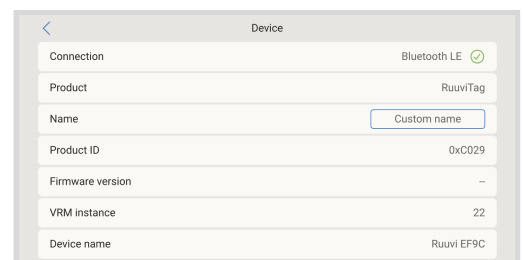 Device
Connection Bluetooth LE
Product RuuviTag
Name Custom name
Product ID 0xC029
Firmware version --
VRM instance 22
Device name Ruuvi EF9C